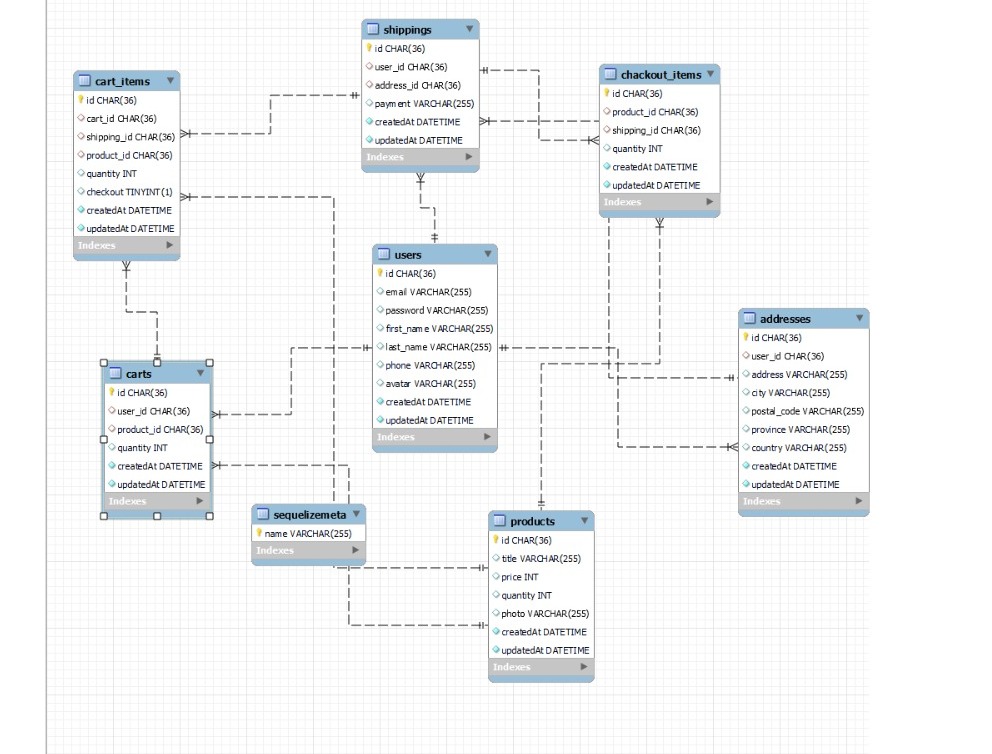 shippings
id CHAR(36)
user_id CHAR(36)
address_id CHAR(36)
payment VARCHAR(255)
createdAt DATETIME
updatedAt DATETIME
Indexes
cart_items
id CHAR(36)
cart_id CHAR(36)
shipping_id CHAR(36)
product_id CHAR(36)
quantity INT
checkout TINYINT(1)
createdAt DATETIME
updatedAt DATETIME
Indexes
chackout_items
id CHAR(36)
product_id CHAR(36)
shipping_id CHAR(36)
quantity INT
createdAt DATETIME
updatedAt DATETIME
Indexes
users
id CHAR(36)
email VARCHAR(255)
password VARCHAR(255)
first_name VARCHAR(255)
last_name VARCHAR(255)
phone VARCHAR(255)
avatar VARCHAR(255)
createdAt DATETIME
updatedAt DATETIME
Indexes
addresses
id CHAR(36)
user_id CHAR(36)
address VARCHAR(255)
city VARCHAR(255)
postal_code VARCHAR(255)
province VARCHAR(255)
country VARCHAR(255)
createdAt DATETIME
updatedAt DATETIME
Indexes
carts
id CHAR(36)
user_id CHAR(36)
product_id CHAR(36)
quantity INT
createdAt DATETIME
updatedAt DATETIME
Indexes
sequelizemeta
name VARCHAR(255)
Indexes
products
id CHAR(36)
title VARCHAR(255)
price INT
quantity INT
photo VARCHAR(255)
createdAt DATETIME
updatedAt DATETIME
Indexes